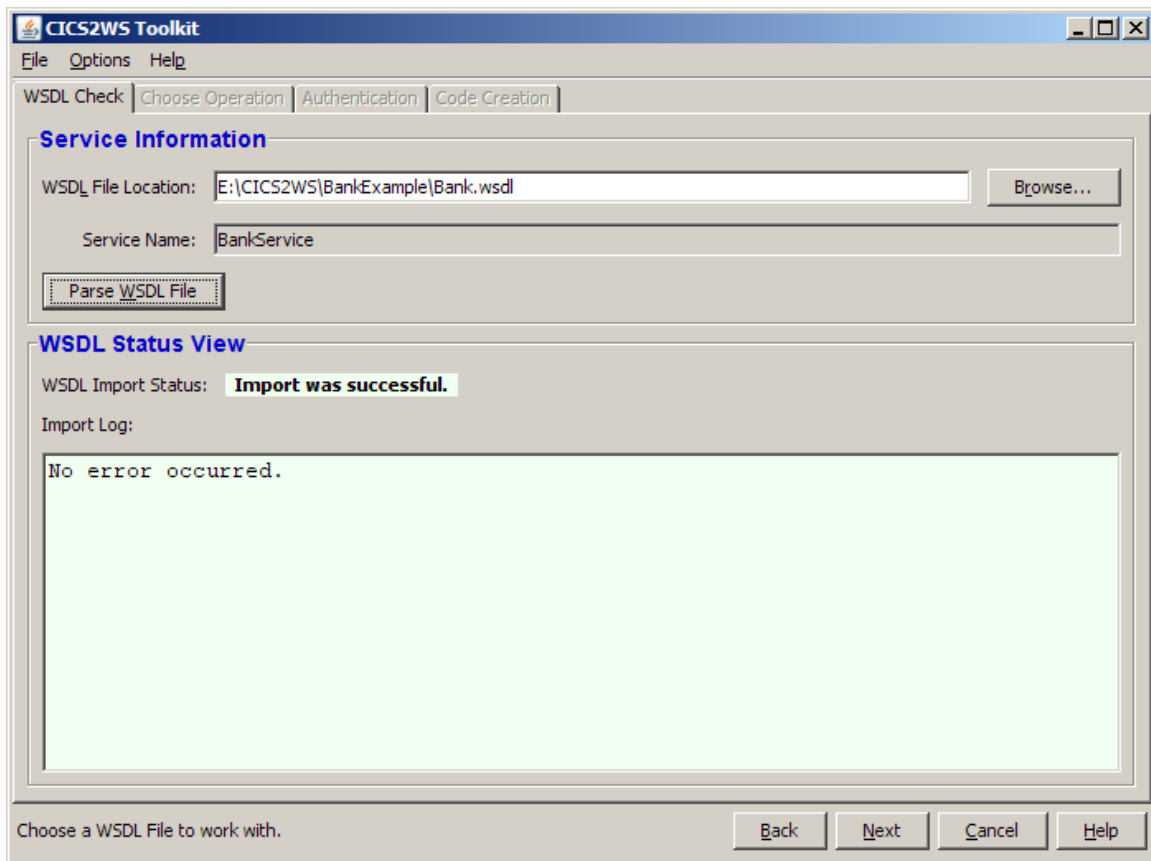 CICS2WS Toolkit
File Options Help
WSDL Check Choose Operation Authentication Code Creation
Service Information
WSDL File Location: E:\CICS2WS\BankExample\Bank.wsdl Browse...
Service Name: BankService
Parse WSDL File
WSDL Status View
WSDL Import Status: Import was successful.
Import Log:
No error occurred.
Choose a WSDL File to work with. Back Next Cancel Help